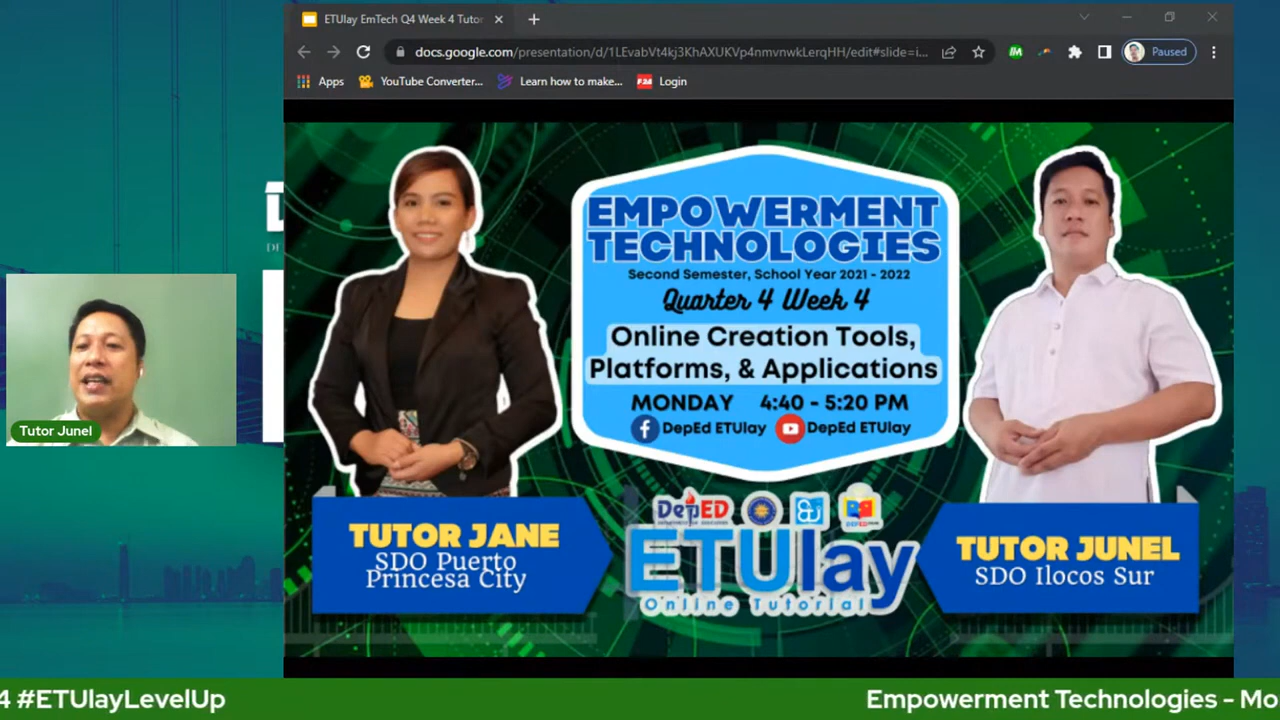 ETUlay EmTech Q4 Week 4 Tutor
docs.google.com/presentation/d/1LEvabVt4kj3KhAXUKVp4nmvnwkLerqHH/edit#slide=i...
Paused
Apps
YouTube Converter...
Learn how to make...
Login
EMPOWERMENT
TECHNOLOGIES
Second Semester, School Year 2021 - 2022
Quarter 4 Week 4
Online Creation Tools,
Platforms, & Applications
MONDAY 4:40 - 5:20 PM
DepEd ETUlay DepEd ETUlay
DepED
DEPARTMENT OF EDUCATION
ETUlay
Online Tutorial
TUTOR JANE
SDO Puerto
Princesa City
TUTOR JUNEL
SDO Ilocos Sur
Tutor Junel
4 #ETUlayLevelUp
Empowerment Technologies - Mo